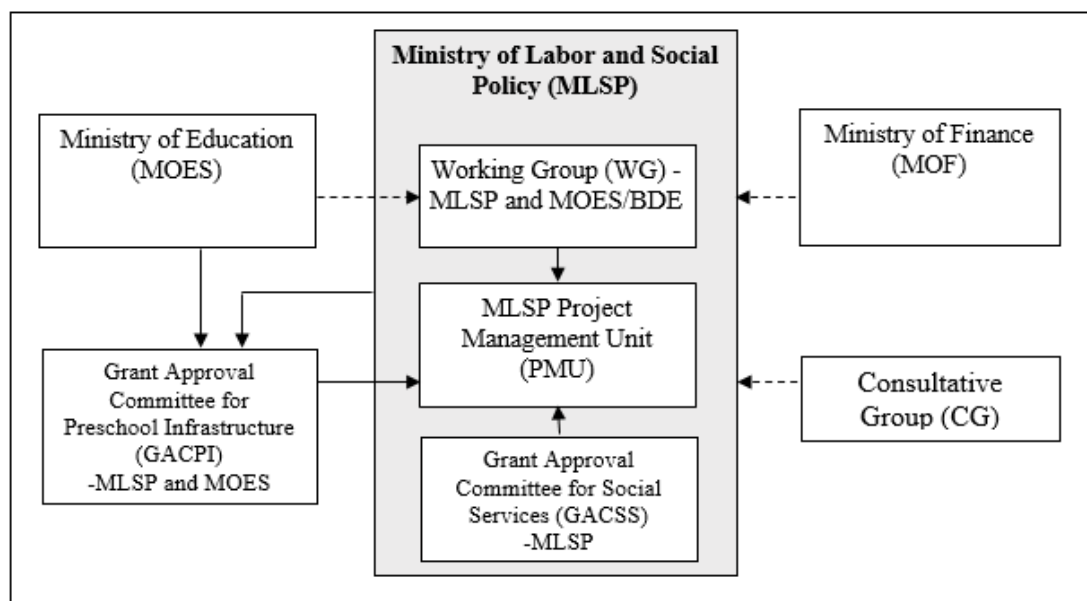 Ministry of Labor and Social
Policy (MLSP)
Ministry of Education
(MOES)
Working Group (WG) -
MLSP and MOES/BDE
Ministry of Finance
(MOF)
MLSP Project
Management Unit
(PMU)
Grant Approval
Committee for
Preschool Infrastructure
(GACPI)
-MLSP and MOES
Consultative
Group (CG)
Grant Approval
Committee for Social
Services (GACSS)
-MLSP